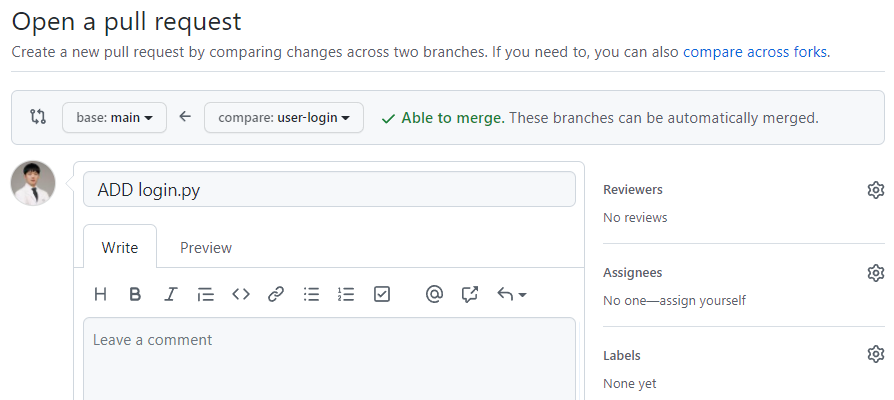 Open a pull request
Create a new pull request by comparing changes across two branches. If you need to, you can also compare across forks.
base: main
compare: user-login
Able to merge. These branches can be automatically merged.
ADD login.py
Reviewers
No reviews
Write Preview
Assignees
No one—assign yourself
Leave a comment
Labels
None yet